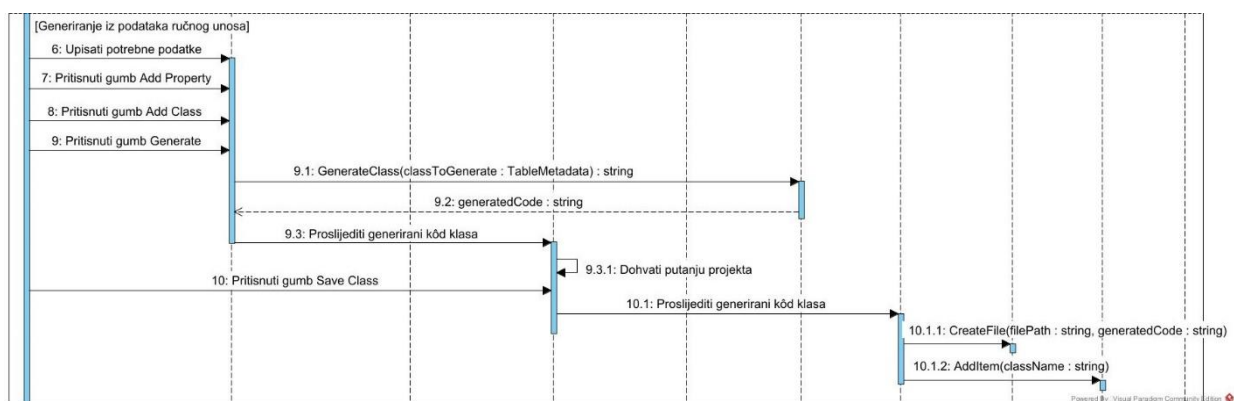 [Generiranje iz podataka ručnog unosa]
6: Upisati potrebne podatke
7: Pritisnuti gumb Add Property
8: Pritisnuti gumb Add Class
9: Pritisnuti gumb Generate
9.1: GenerateClass(classToGenerate : TableMetadata) : string
9.2: generatedCode : string
9.3: Proslijediti generirani kôd klasa
9.3.1: Dohvati putanju projekta
10: Pritisnuti gumb Save Class
10.1: Proslijediti generirani kôd klasa
10.1.1: CreateFile(filePath : string, generatedCode : string)
10.1.2: AddItem(className : string)
Powered By Visual Paradigm Community Edition